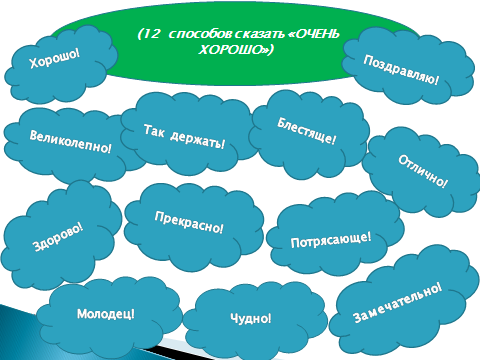 (12 способов сказать «ОЧЕНЬ
ХОРОШО»)
Хорошо!
Поздравляю!
Великолепно!
Так держать!
Блестяще!
Отлично!
Здорово!
Прекрасно!
Потрясающе!
Молодец!
Чудно!
Замечательно!